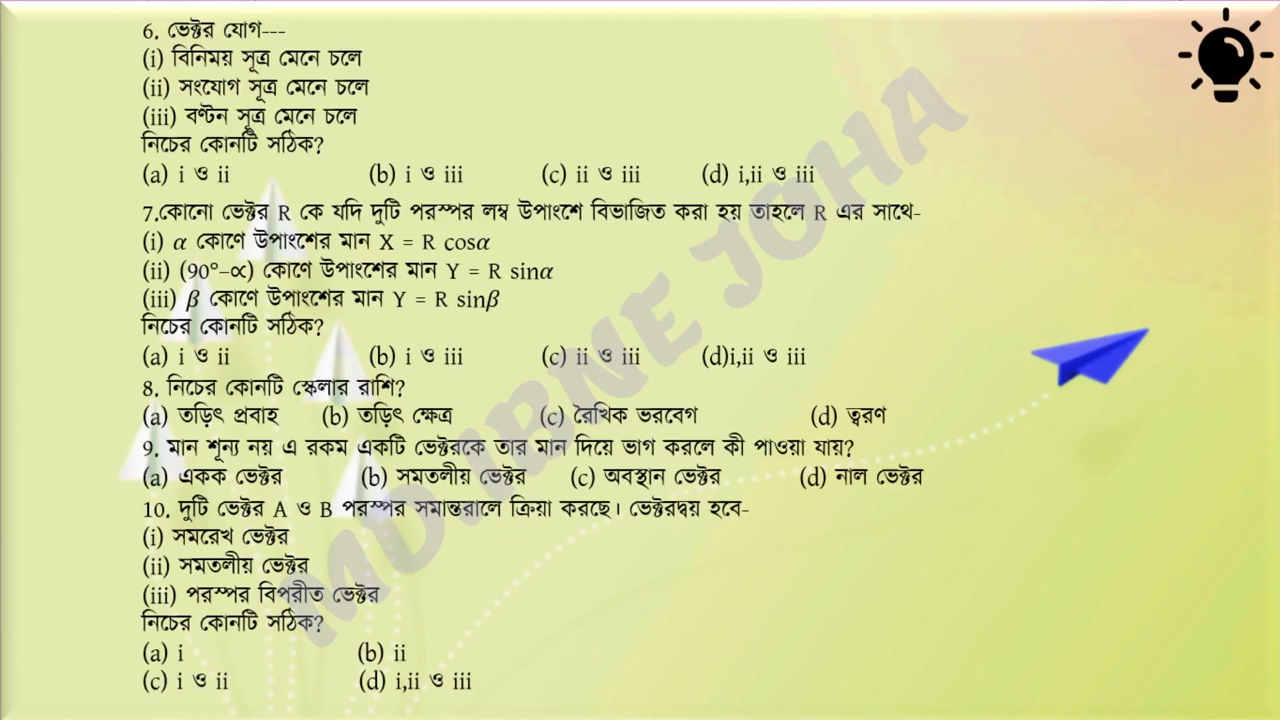 6. ভেক্টর যোগ---
(i) বিনিময় সূত্র মেনে চলে
(ii) সংযোগ সূত্র মেনে চলে
(iii) বণ্টন সূত্র মেনে চলে
নিচের কোনটি সঠিক?
(a) i ও ii (b) i ও iii (c) ii ও iii (d) i,ii ও iii
7.কোনো ভেক্টর R কে যদি দুটি পরস্পর লম্ব উপাংশে বিভাজিত করা হয় তাহলে R এর সাথে-
(i) α কোণে উপাংশের মান X = R cosα
(ii) (90°−∝) কোণে উপাংশের মান Y = R sinα
(iii) β কোণে উপাংশের মান Y = R sinβ
নিচের কোনটি সঠিক?
(a) i ও ii (b) i ও iii (c) ii ও iii (d)i,ii ও iii
8. নিচের কোনটি স্কেলার রাশি?
(a) তড়িৎ প্রবাহ (b) তড়িৎ ক্ষেত্র (c) রৈখিক ভরবেগ (d) ত্বরণ
9. মান শূন্য নয় এ রকম একটি ভেক্টরকে তার মান দিয়ে ভাগ করলে কী পাওয়া যায়?
(a) একক ভেক্টর (b) সমতলীয় ভেক্টর (c) অবস্থান ভেক্টর (d) নাল ভেক্টর
10. দুটি ভেক্টর A ও B পরস্পর সমান্তরালে ক্রিয়া করছে। ভেক্টরদ্বয় হবে-
(i) সমরেখ ভেক্টর
(ii) সমতলীয় ভেক্টর
(iii) পরস্পর বিপরীত ভেক্টর
নিচের কোনটি সঠিক?
(a) i (b) ii
(c) i ও ii (d) i,ii ও iii
MD.IBNE JOHA